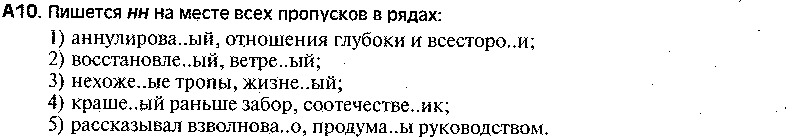 А10. Пишется нн на месте всех пропусков в рядах:
1) аннулирова..ый, отношения глубоки и всесторо..и;
2) восстановле..ый, ветре..ый;
3) нехоже..ые тропы, жизне..ый;
4) краше..ый раньше забор, соотечестве..ик;
5) рассказывал взволнова..о, продума..ы руководством.